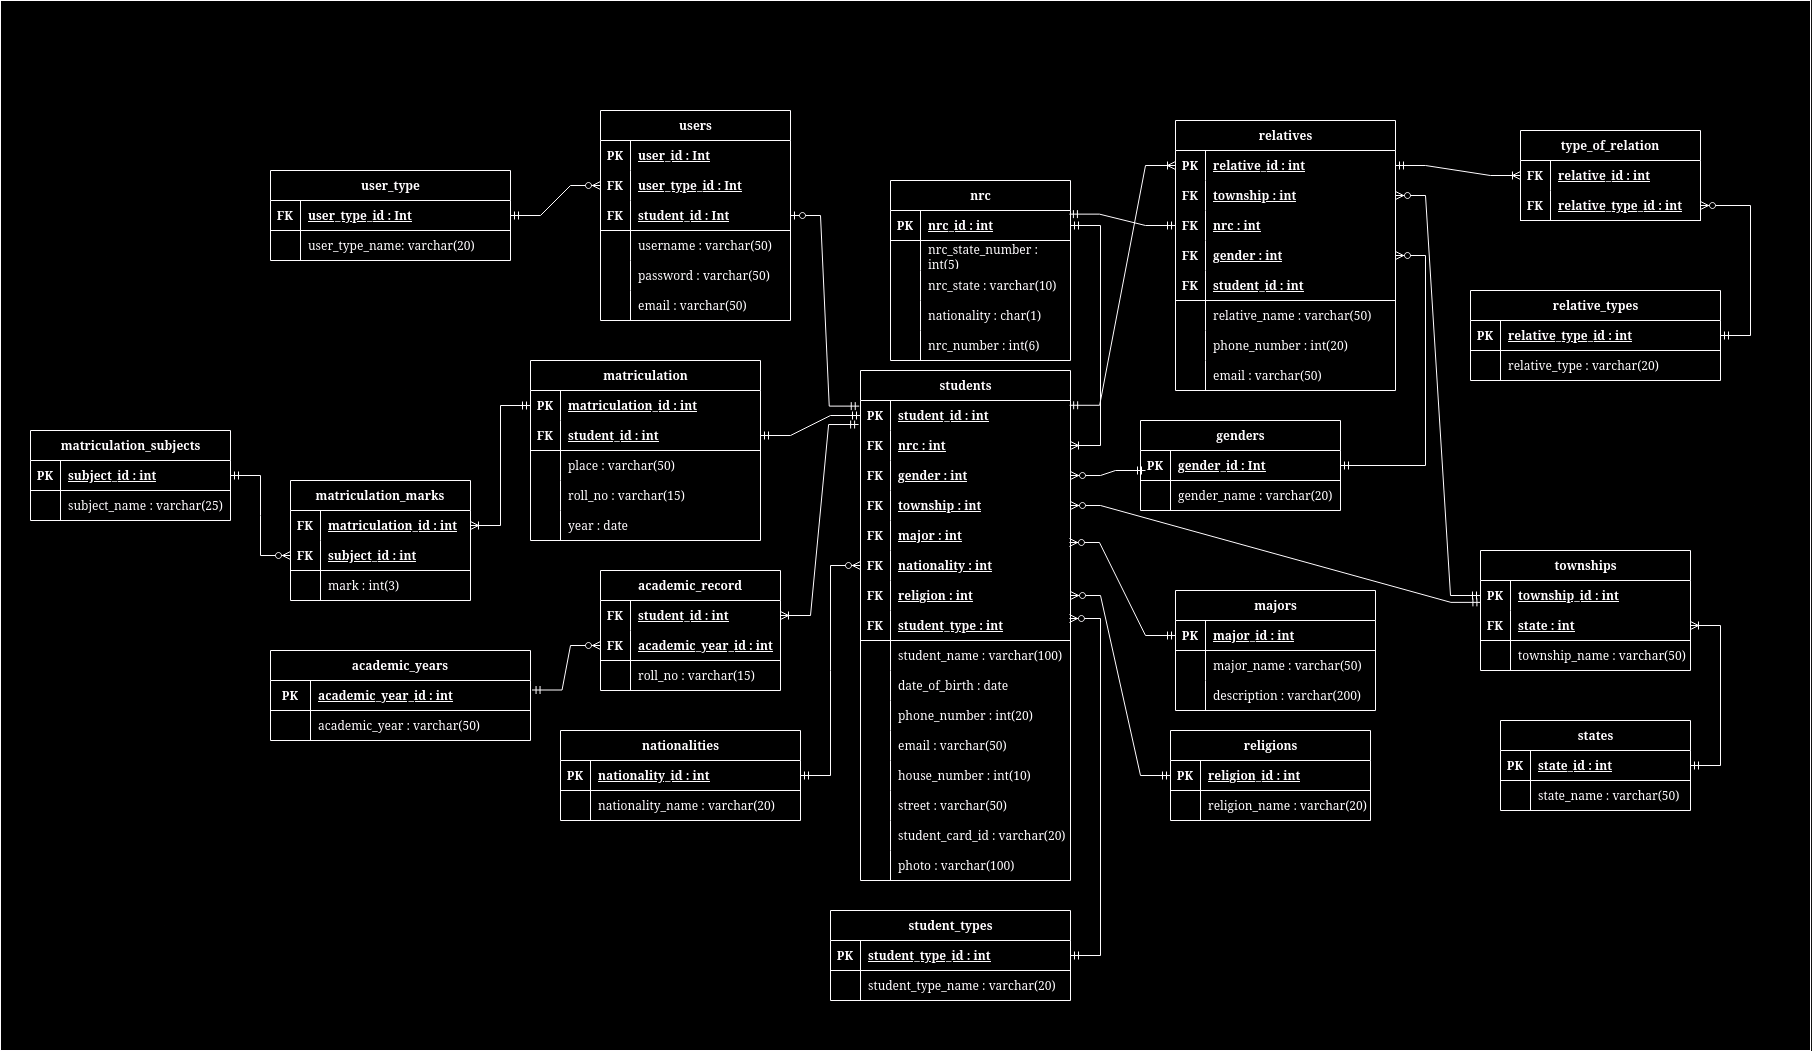 users
PK user_id : Int
FK user_type_id : Int
FK student_id : Int
username : varchar(50)
password : varchar(50)
email : varchar(50)
user_type
FK user_type_id : Int
user_type_name: varchar(20)
nrc
PK nrc_id : int
nrc_state_number :
int(5)
nrc_state : varchar(10)
nationality : char(1)
nrc_number : int(6)
relatives
PK relative_id : int
FK township : int
FK nrc : int
FK gender : int
FK student_id : int
relative_name : varchar(50)
phone_number : int(20)
email : varchar(50)
type_of_relation
FK relative_id : int
FK relative_type_id : int
relative_types
PK relative_type_id : int
relative_type : varchar(20)
matriculation
PK matriculation_id : int
FK student_id : int
place : varchar(50)
roll_no : varchar(15)
year : date
matriculation_subjects
PK subject_id : int
subject_name : varchar(25)
matriculation_marks
FK matriculation_id : int
FK subject_id : int
mark : int(3)
students
PK student_id : int
FK nrc : int
FK gender : int
FK township : int
FK major : int
FK nationality : int
FK religion : int
FK student_type : int
student_name : varchar(100)
date_of_birth : date
phone_number : int(20)
email : varchar(50)
house_number : int(10)
street : varchar(50)
student_card_id : varchar(20)
photo : varchar(100)
genders
PK gender_id : Int
gender_name : varchar(20)
academic_record
FK student_id : int
FK academic_year_id : int
roll_no : varchar(15)
academic_years
PK academic_year_id : int
academic_year : varchar(50)
nationalities
PK nationality_id : int
nationality_name : varchar(20)
majors
PK major_id : int
major_name : varchar(50)
description : varchar(200)
townships
PK township_id : int
FK state : int
township_name : varchar(50)
religions
PK religion_id : int
religion_name : varchar(20)
states
PK state_id : int
state_name : varchar(50)
student_types
PK student_type_id : int
student_type_name : varchar(20)